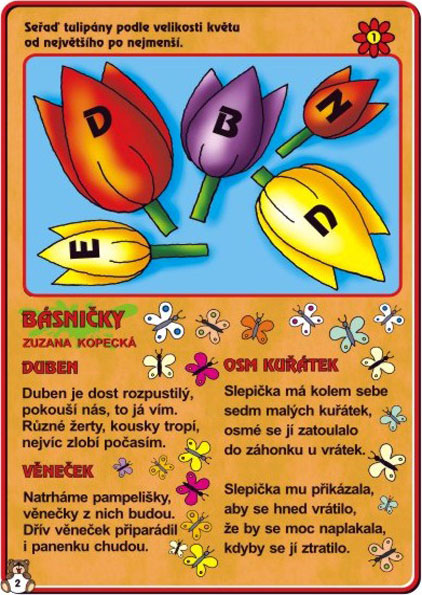 Seřaď tulipány podle velikosti květu
od největšího po nejmenší.
1
D
B
N
E
D
BÁSNIČKY
ZUZANA KOPECKÁ
DUBEN
Duben je dost rozpustilý,
pokouší nás, to já vím.
Různé žerty, kousky tropí,
nejvíc zlobí počasím.
VĚNEČEK
Natrháme pampelišky,
věnečky z nich budou.
Dřív věneček připárádil
i panenku chudou.
OSM KUŘÁTEK
Slepička má kolem sebe
sedm malých kuřátek,
osmé se jí zatoulalo
do záhonku u vrátek.
Slepička mu přikázala,
aby se hned vrátilo,
že by se moc naplakala,
kdyby se jí ztratilo.
2